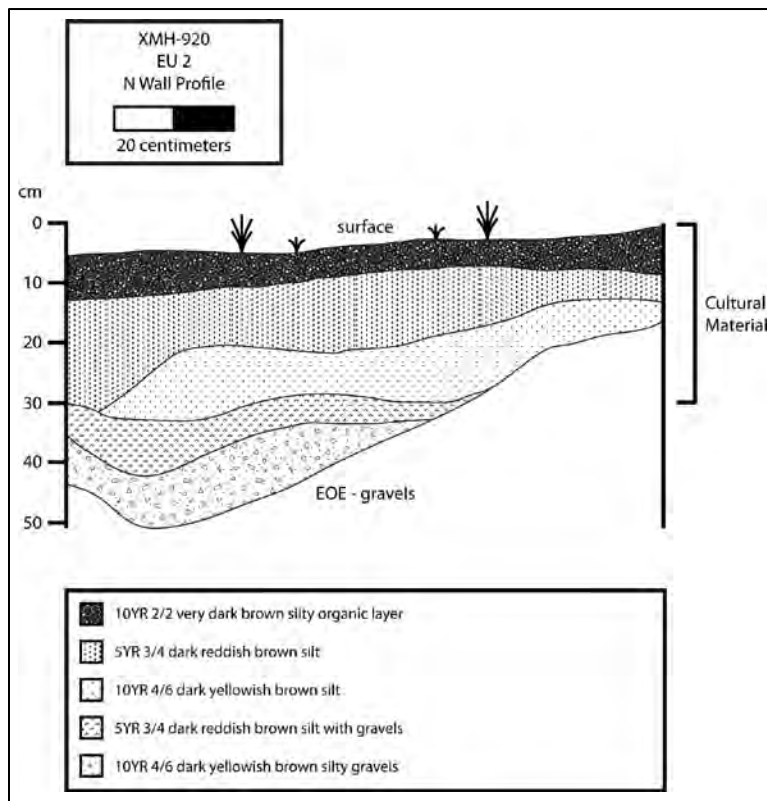 XMH-920
EU 2
N Wall Profile
20 centimeters
cm
0
surface
10
Cultural
Material
20
30
40
EOE - gravels
50
10YR 2/2 very dark brown slity organic layer
5YR 3/4 dark reddish brown silt
10YR 4/6 dark yellowish brown silt
5YR 3/4 dark reddish brown silt with gravels
10YR 4/6 dark yellowish brown silty gravels